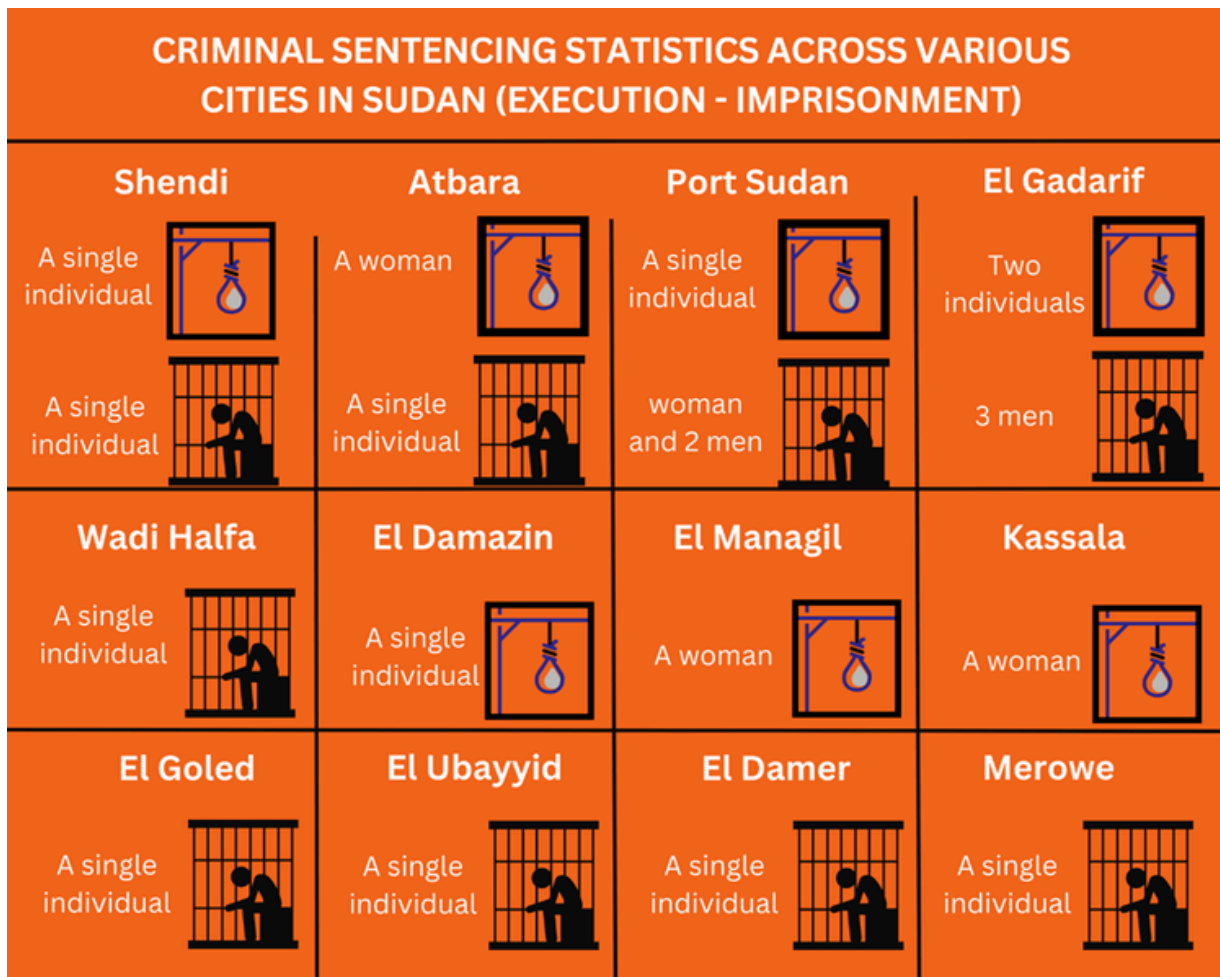 CRIMINAL SENTENCING STATISTICS ACROSS VARIOUS
CITIES IN SUDAN (EXECUTION - IMPRISONMENT)
Shendi
A single
individual
A single
individual
Atbara
A woman
A single
individual
Port Sudan
A single
individual
woman
and 2 men
El Gadarif
Two
individuals
3 men
Wadi Halfa
A single
individual
El Damazin
A single
individual
El Managil
A woman
Kassala
A woman
El Goled
A single
individual
El Ubayyid
A single
individual
El Damer
A single
individual
Merowe
A single
individual